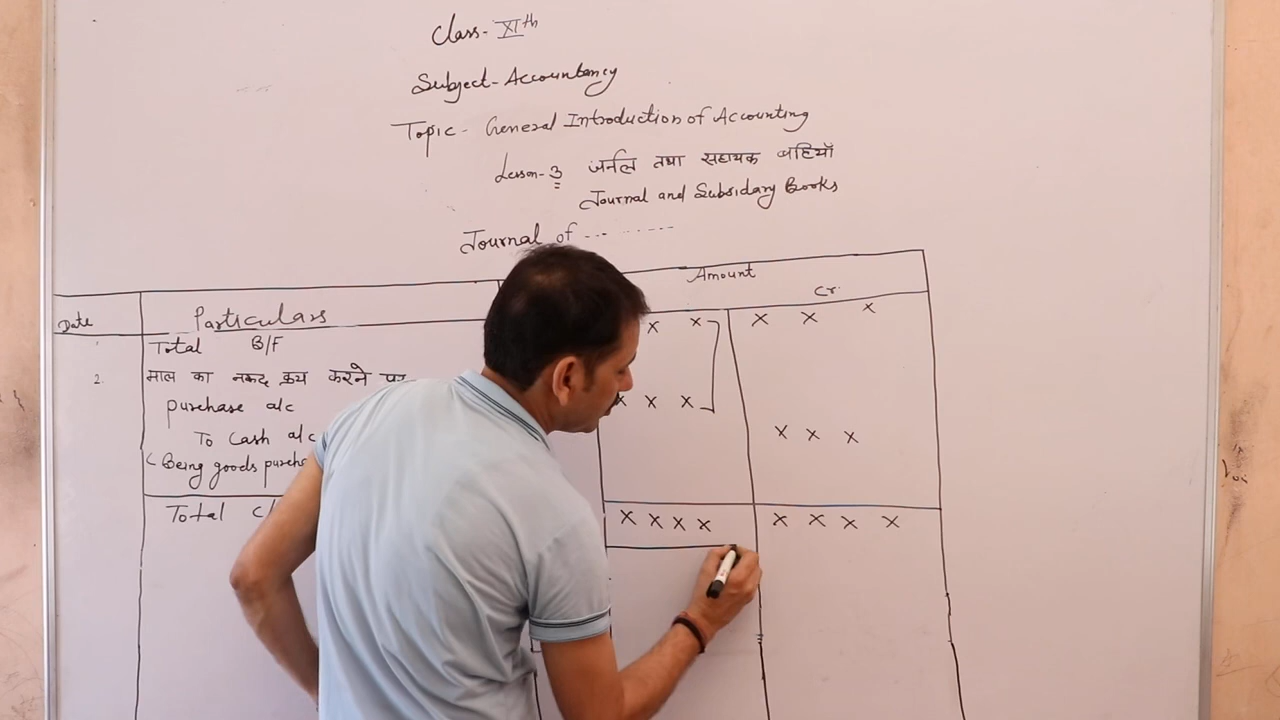 Class- XIth
Subject- Accountancy
Topic- General Introduction of Accounting
Lesson- 3 जर्नल तथा सहायक बहियाँ
Journal and Subsidary Books
Journal of ............
Date Particulars Amount
Cr.
Total B/F x x x x x
2. माल का नकद क्रय करने पर
purchase a/c x x x
To Cash a/c x x x
( Being goods purcha
Total c/ x x x x x x x x